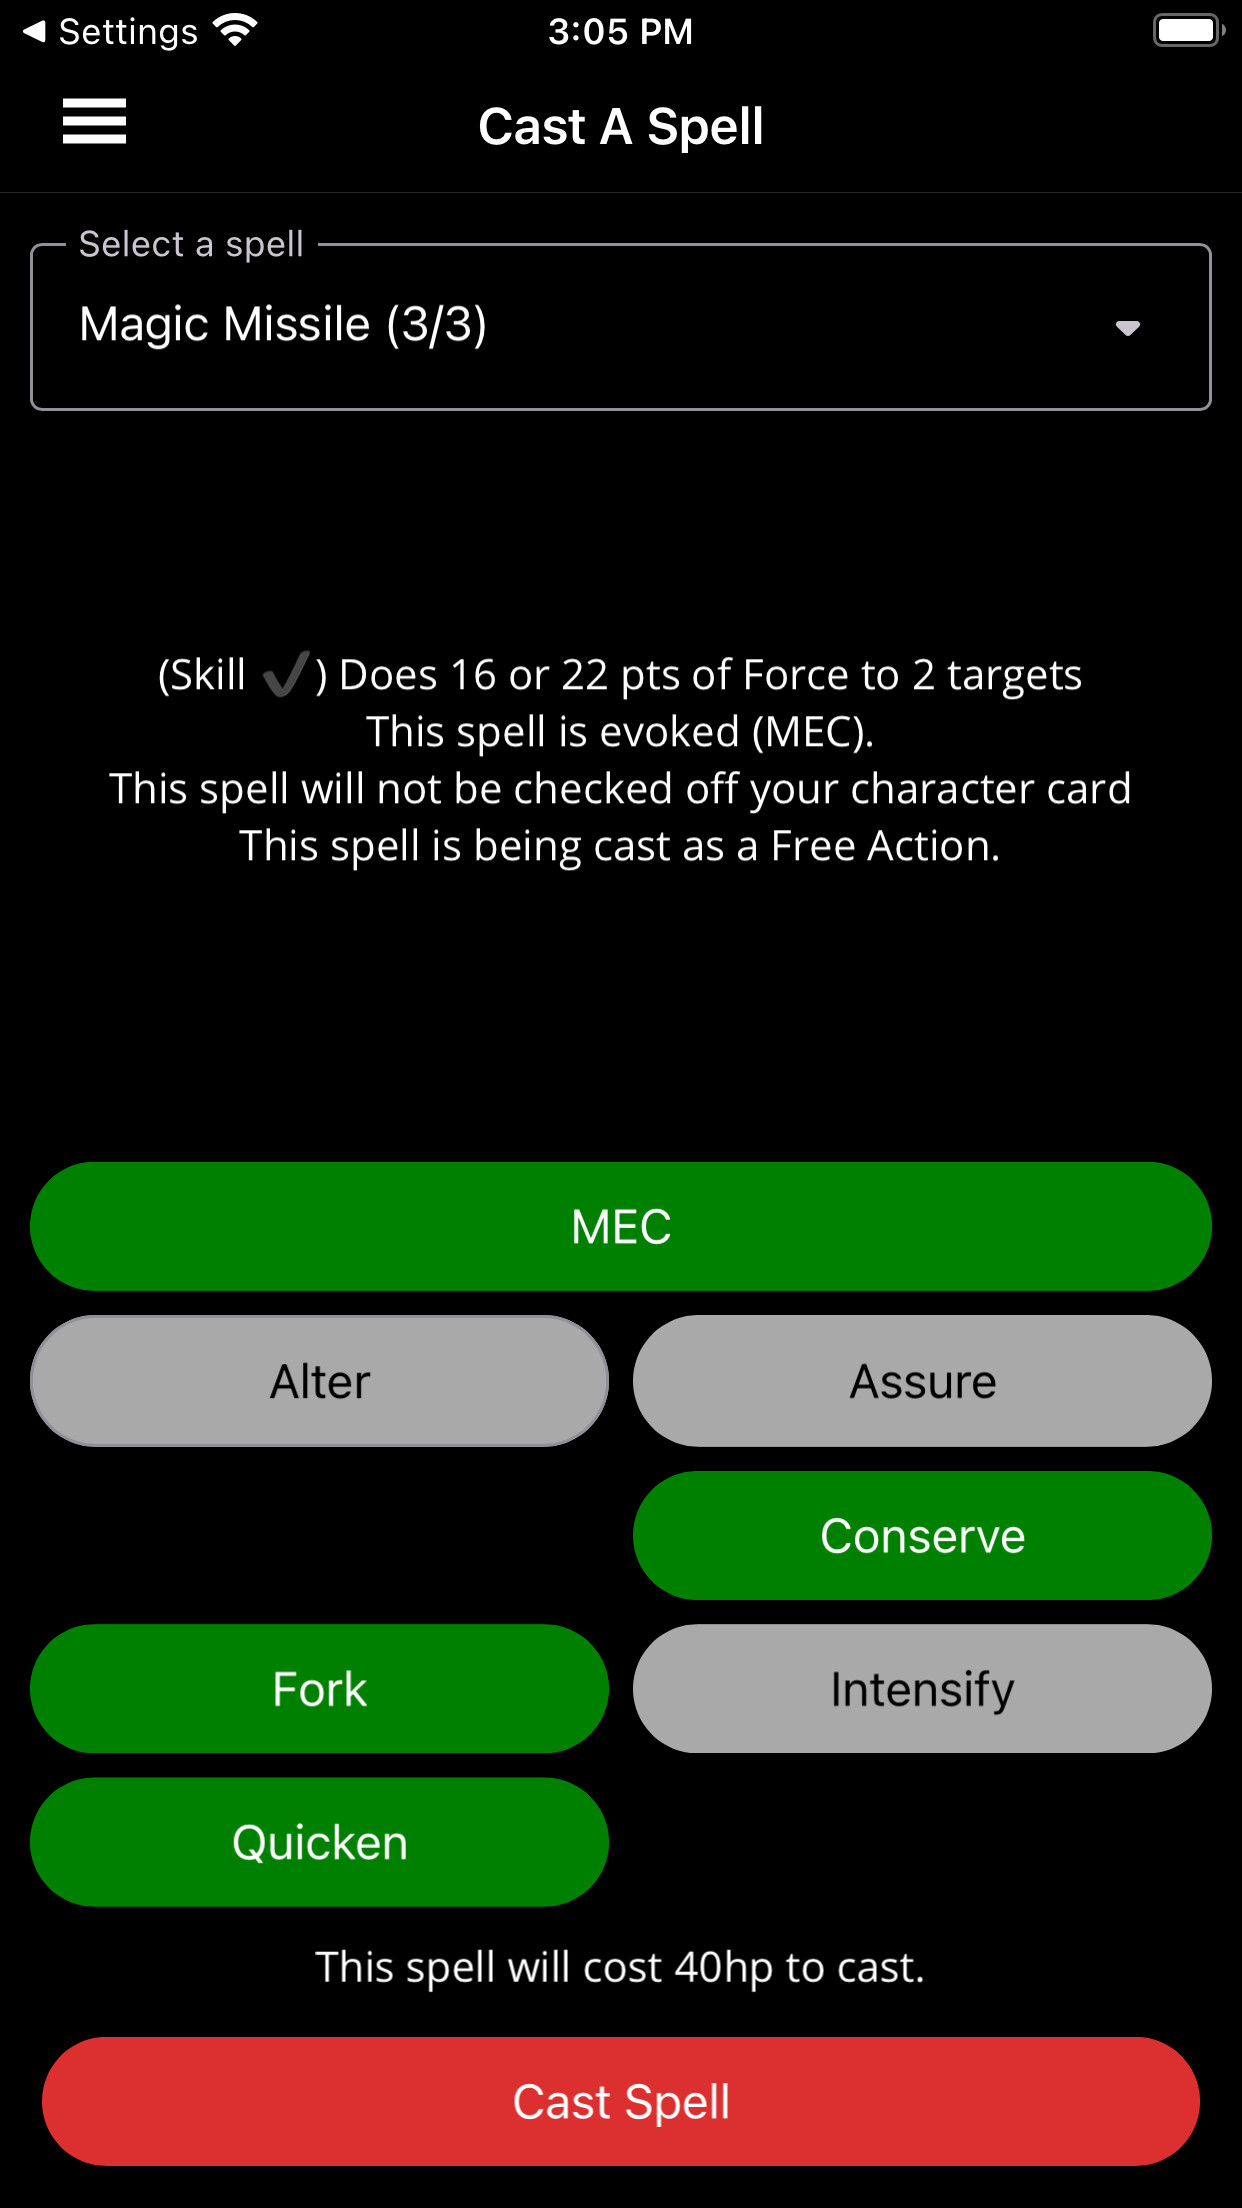 Settings
3:05 PM
Cast A Spell
Select a spell
Magic Missile (3/3)
(Skill ✔) Does 16 or 22 pts of Force to 2 targets
This spell is evoked (MEC).
This spell will not be checked off your character card
This spell is being cast as a Free Action.
MEC
Alter
Assure
Conserve
Fork
Intensify
Quicken
This spell will cost 40hp to cast.
Cast Spell